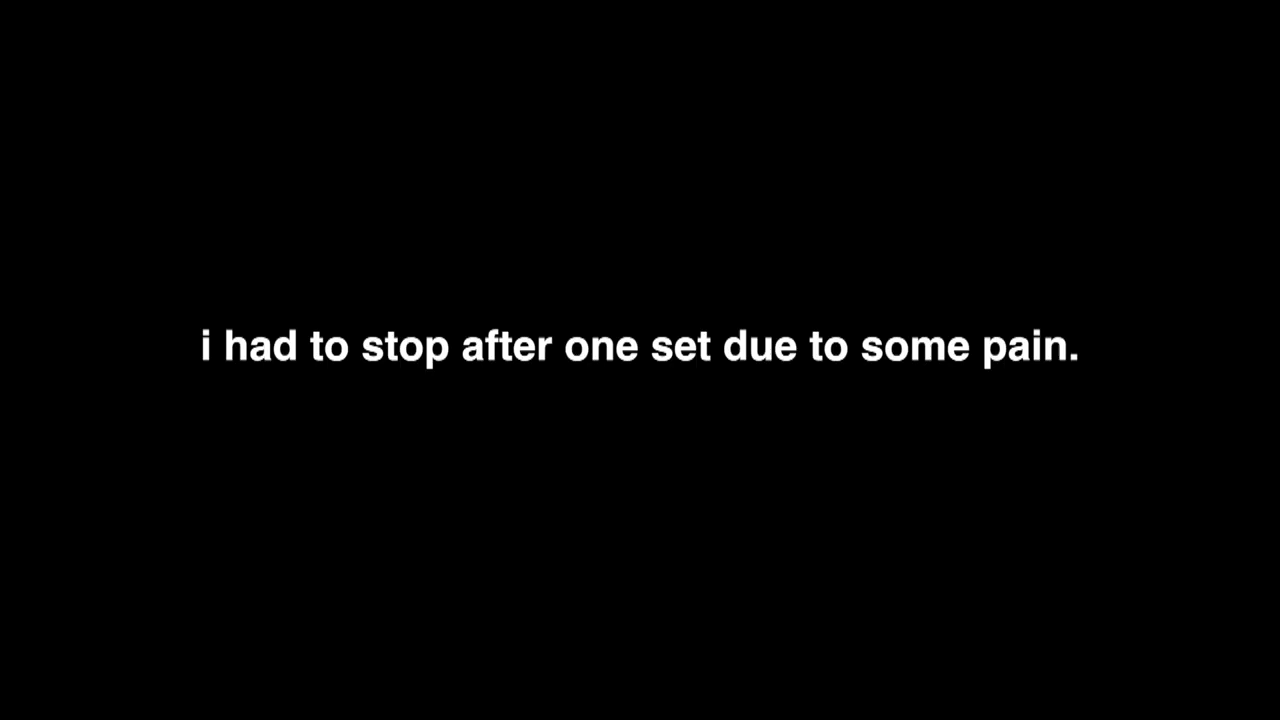 i had to stop after one set due to some pain.